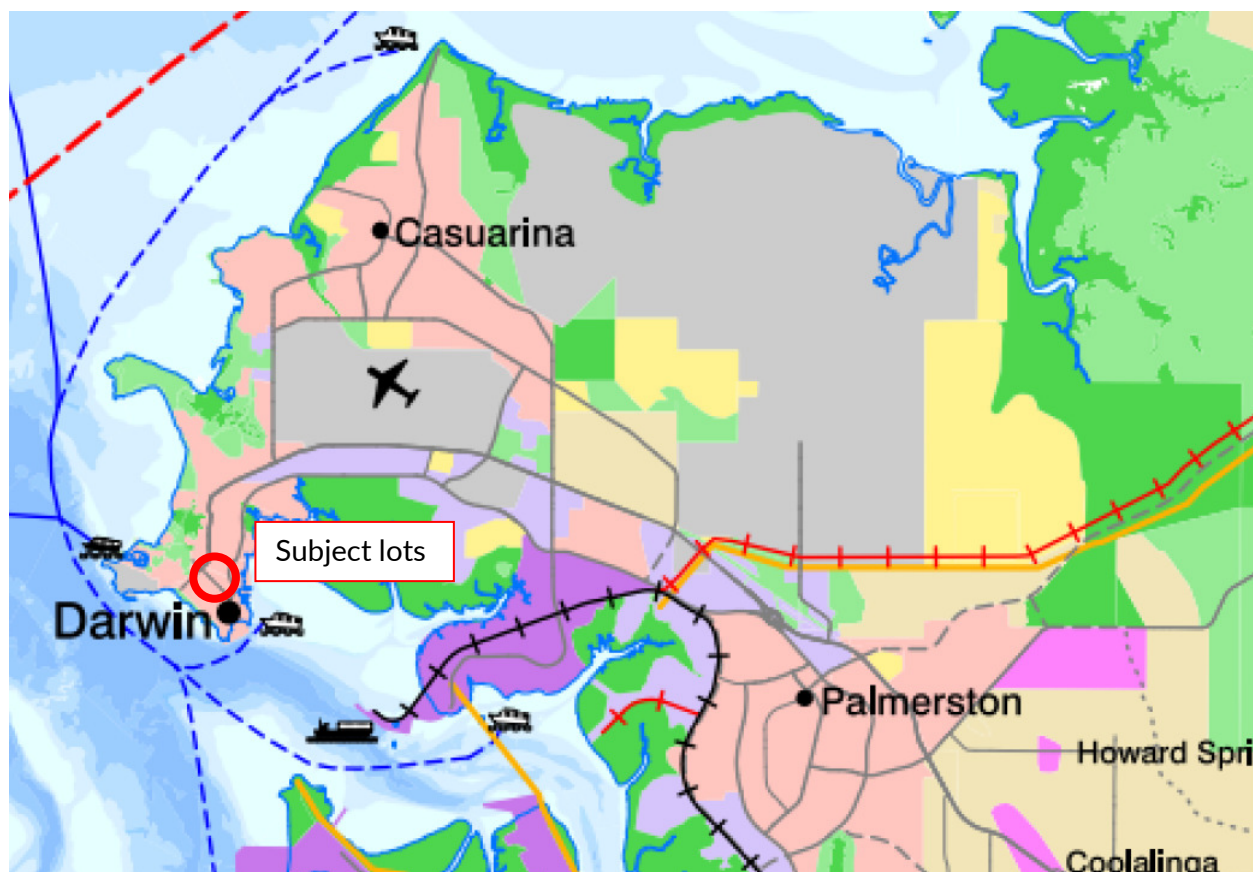 Casuarina
Subject lots
Darwin
Palmerston
Howard Spri
Coolalinga